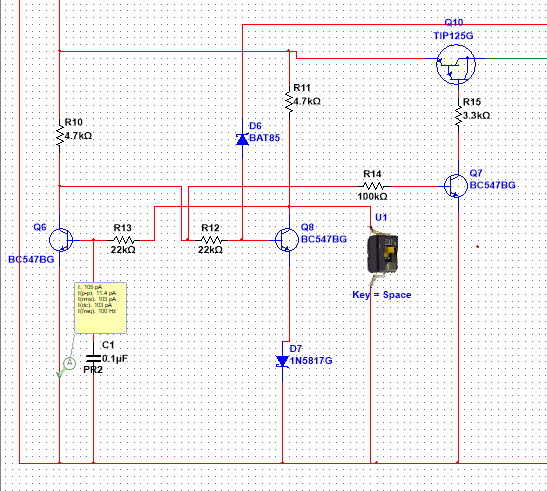 Q10
TIP125G
R11
4.7kΩ
R15
3.3kΩ
R10
4.7kΩ
D6
BAT85
R14
100kΩ
Q7
BC547BG
U1
Q6
R13
R12
Q8
BC547BG
22kΩ
22kΩ
BC547BG
Key = Space
I: 105 pA
I(p-p): 11.4 pA
I(rms): 103 pA
I(dc): 103 pA
I(freq): 100 Hz
C1
0.1µF
D7
1N5817G
A
PR2